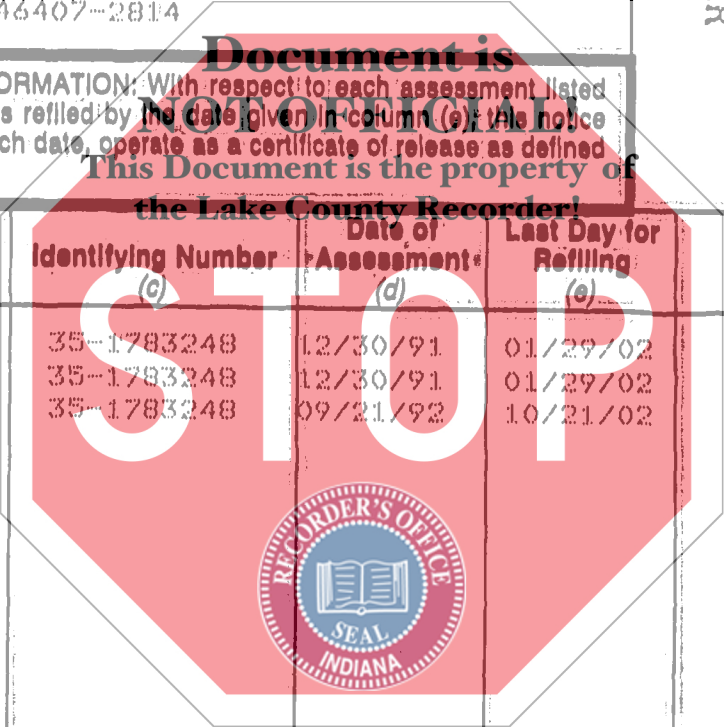 46407-2814
Document is
ORMATION: With respect to each assessment listed
s refiled by the date given in column (e), this notice
NOT OFFICIAL!
ch date, operate as a certificate of release as defined
This Document is the property of
the Lake County Recorder!
Identifying Number (c) Date of Assessment (d) Last Day for Refiling (e)
35-1783248 12/30/91 01/29/02
35-1783248 12/30/91 01/29/02
35-1783248 09/21/92 10/21/02
STOP
RECORDER'S OFFICE
SEAL
INDIANA